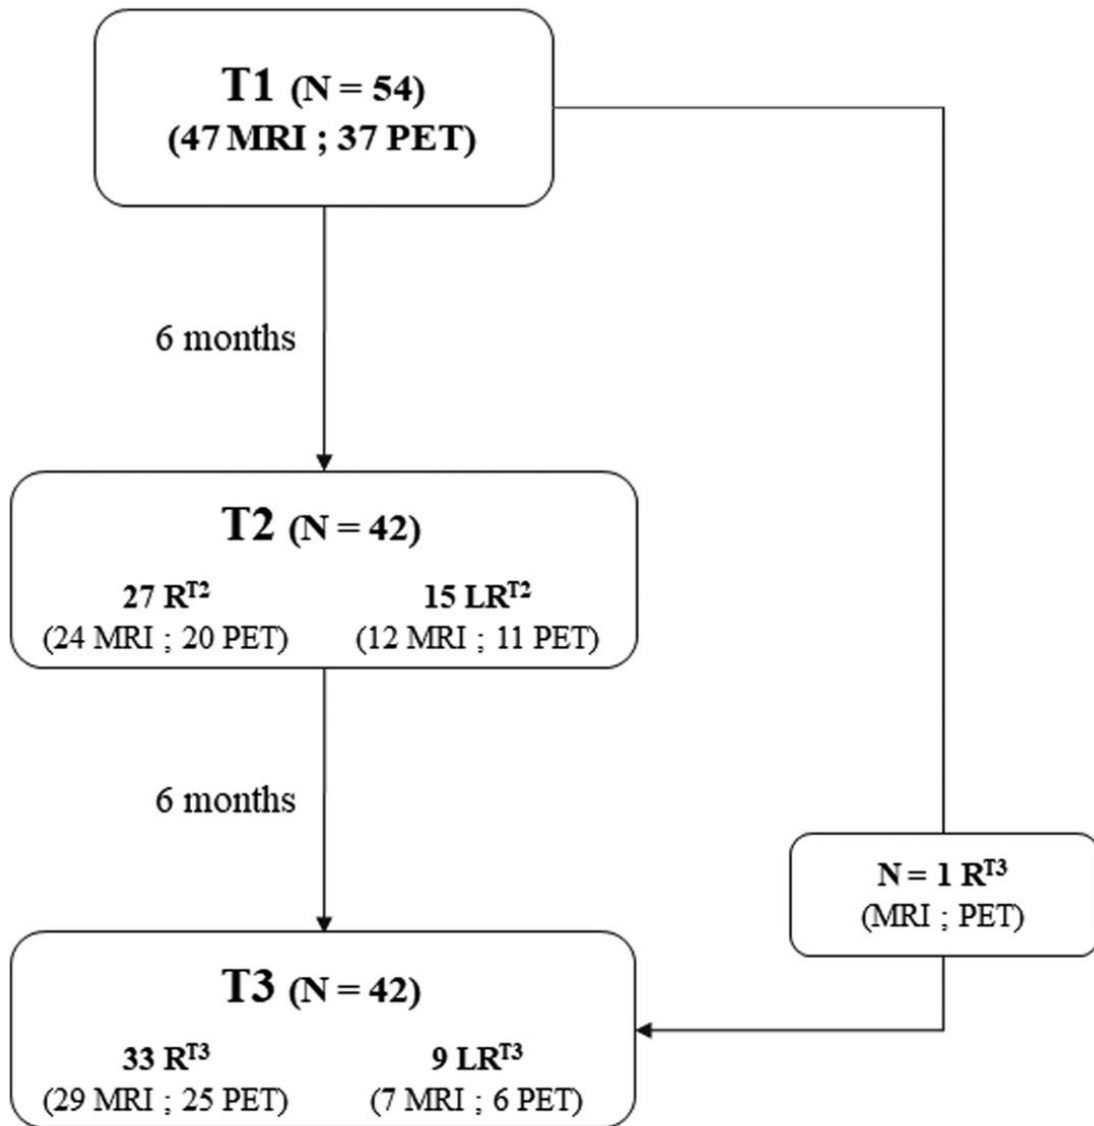 T1 (N = 54)
(47 MRI ; 37 PET)
6 months
T2 (N = 42)
27 R^T2 15 LR^T2
(24 MRI ; 20 PET) (12 MRI ; 11 PET)
6 months
N = 1 R^T3
(MRI ; PET)
T3 (N = 42)
33 R^T3 9 LR^T3
(29 MRI ; 25 PET) (7 MRI ; 6 PET)